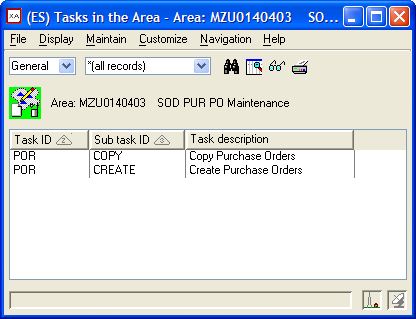 XA (ES) Tasks in the Area - Area: MZU0140403 SO...
File Display Maintain Customize Navigation Help
General *(all records)
Area: MZU0140403 SOD PUR PO Maintenance
Task ID Sub task ID Task description
POR COPY Copy Purchase Orders
POR CREATE Create Purchase Orders